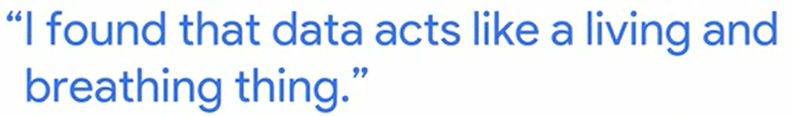 “I found that data acts like a living and
breathing thing.”